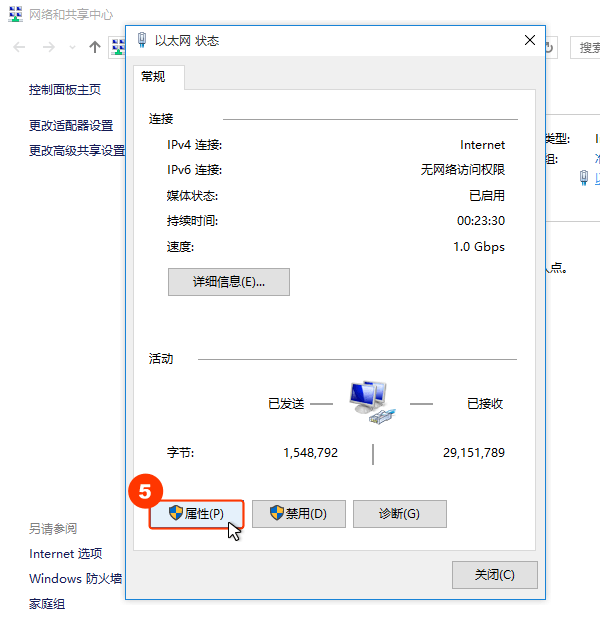 网络和共享中心
以太网 状态
搜索
常规
控制面板主页
更改适配器设置
更改高级共享设置
连接
IPv4 连接: Internet
IPv6 连接: 无网络访问权限
媒体状态: 已启用
持续时间: 00:23:30
速度: 1.0 Gbps
详细信息(E)...
类型:
组:
入点。
活动
已发送 — — 已接收
字节: 1,548,792 | 29,151,789
5
属性(P) 禁用(D) 诊断(G)
关闭(C)
另请参阅
Internet 选项
Windows 防火墙
家庭组